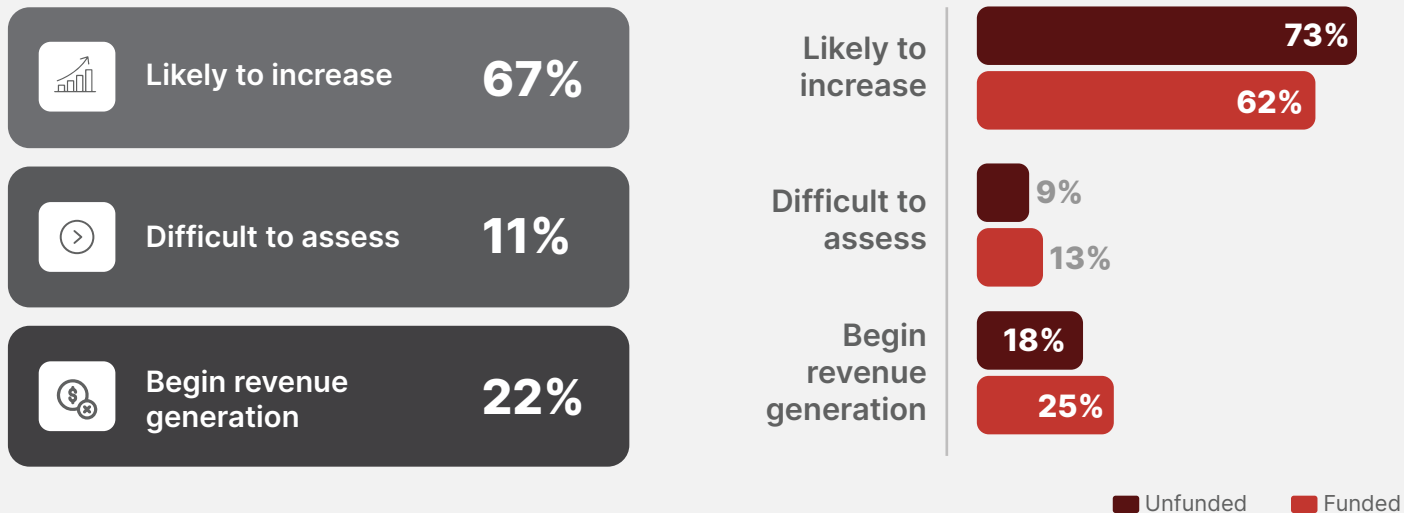 Likely to increase
67%
Difficult to assess
11%
Begin revenue
generation
22%
Likely to
increase
73%
62%
Difficult to
assess
9%
13%
Begin
revenue
generation
18%
25%
Unfunded
Funded